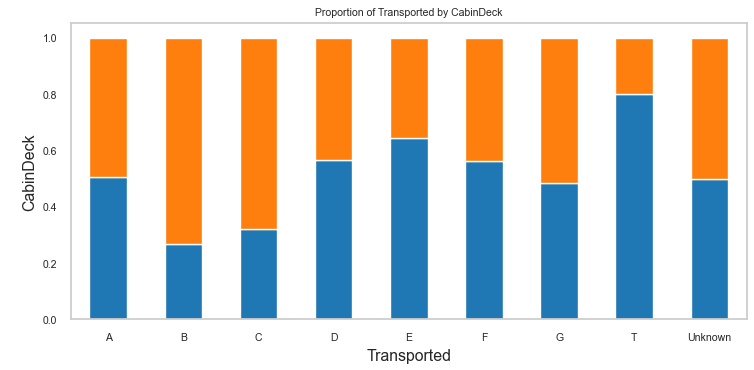 Proportion of Transported by CabinDeck
CabinDeck
1.0
0.8
0.6
0.4
0.2
0.0
A B C D E F G T Unknown
Transported